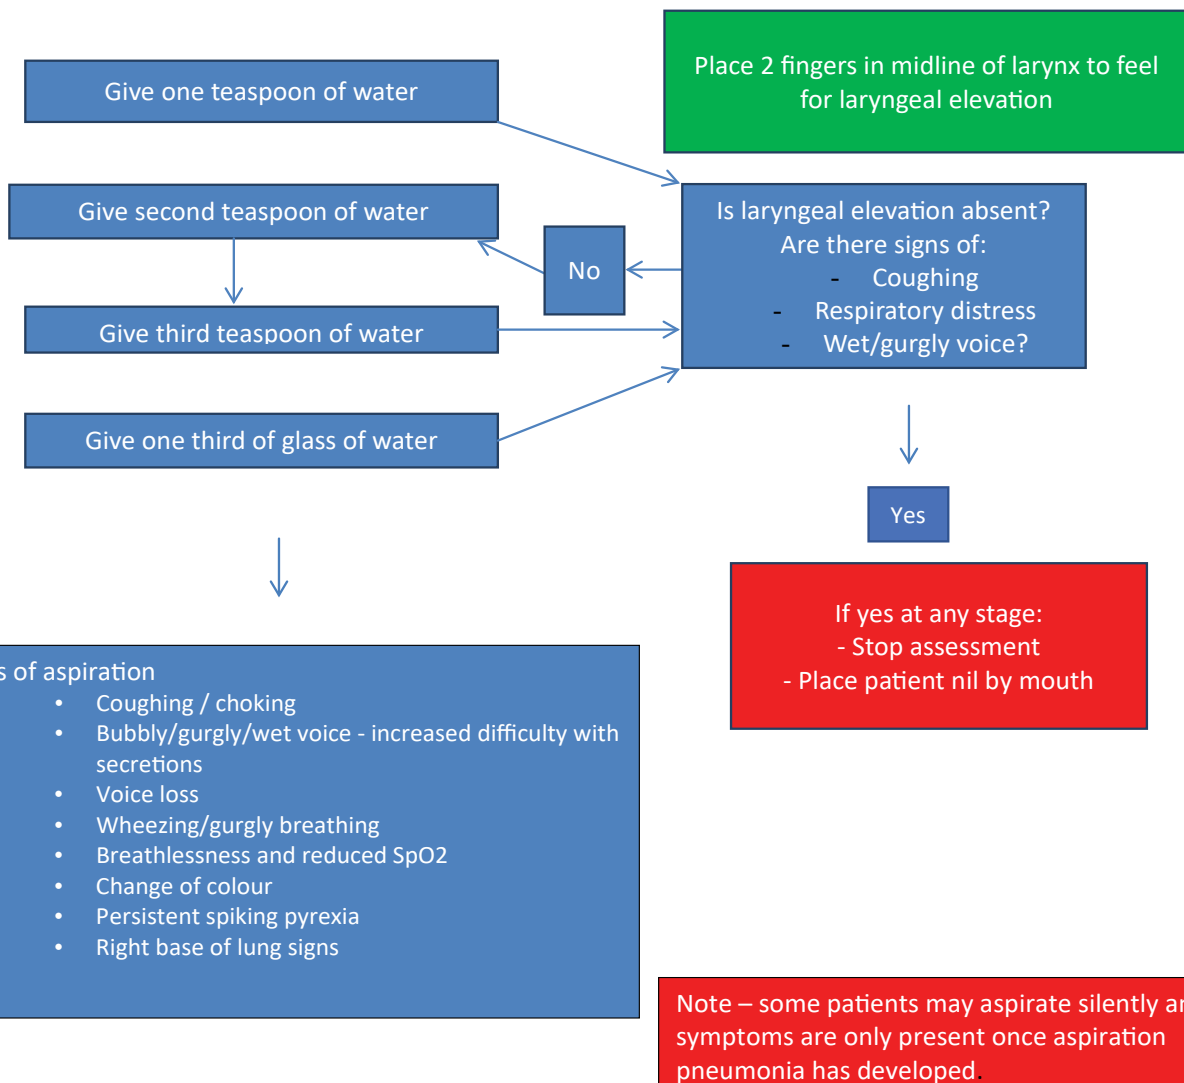 Give one teaspoon of water
Place 2 fingers in midline of larynx to feel
for laryngeal elevation
Give second teaspoon of water
No
Is laryngeal elevation absent?
Are there signs of:
- Coughing
- Respiratory distress
- Wet/gurgly voice?
Give third teaspoon of water
Give one third of glass of water
Yes
If yes at any stage:
- Stop assessment
- Place patient nil by mouth
of aspiration
• Coughing / choking
• Bubbly/gurgly/wet voice - increased difficulty with
secretions
• Voice loss
• Wheezing/gurgly breathing
• Breathlessness and reduced SpO2
• Change of colour
• Persistent spiking pyrexia
• Right base of lung signs
Note – some patients may aspirate silently
symptoms are only present once aspiration
pneumonia has developed.